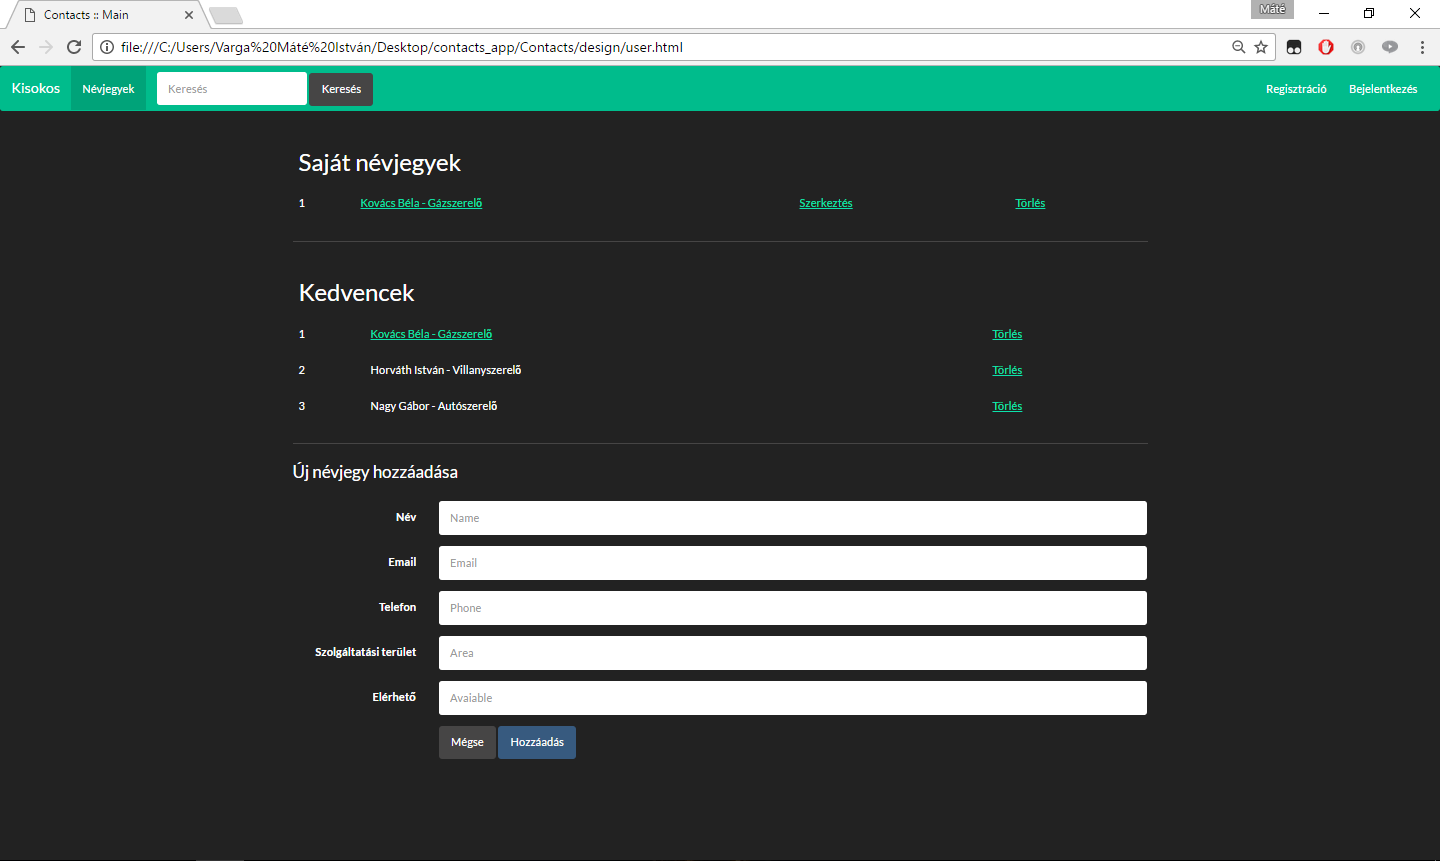 Contacts :: Main
Máté
file:///C:/Users/Varga%20Máté%20István/Desktop/contacts_app/Contacts/design/user.html
Kisokos Névjegyek Keresés Keresés Regisztráció Bejelentkezés
Saját névjegyek
1 Kovács Béla - Gázszerelő Szerkeztés Törlés
Kedvencek
1 Kovács Béla - Gázszerelő Törlés
2 Horváth István - Villanyszerelő Törlés
3 Nagy Gábor - Autószerelő Törlés
Új névjegy hozzáadása
Név Name
Email Email
Telefon Phone
Szolgáltatási terület Area
Elérhető Avaiable
Mégse Hozzáadás